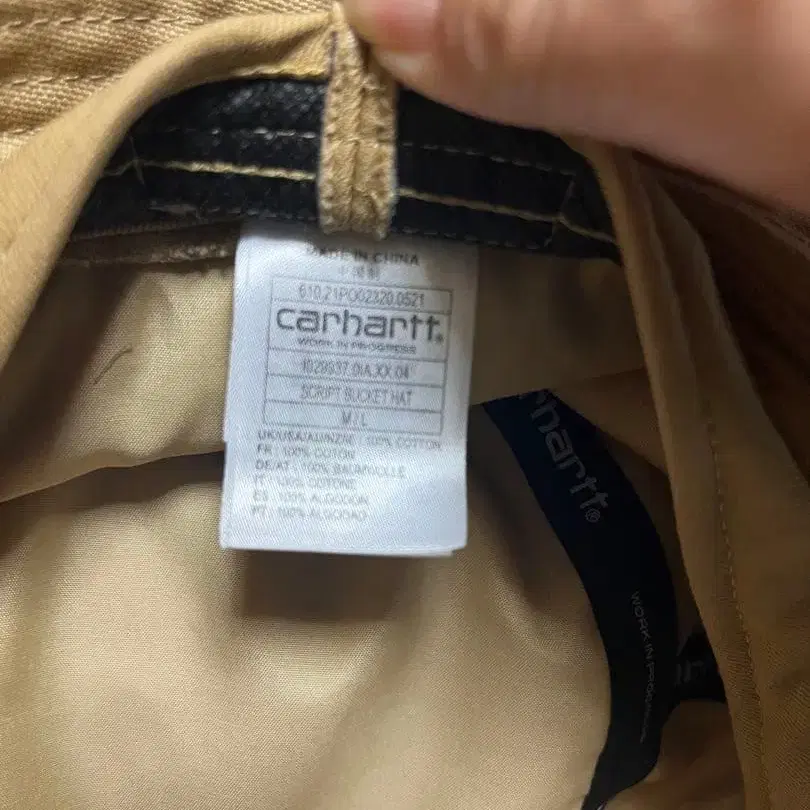 MADE IN CHINA
中国制
610.21PO02320.0521
carhartt®
WORK IN PROGRESS
I029937.0IA.XX.04
SCRIPT BUCKET HAT
M / L
UK/USA/AU/NZ/IE : 100% COTTON
FR : 100% COTON
DE/AT : 100% BAUMWOLLE
IT : 100% COTONE
ES : 100% ALGODON
PT : 100% ALGODAO
rhartt®
WORK IN PROGRESS